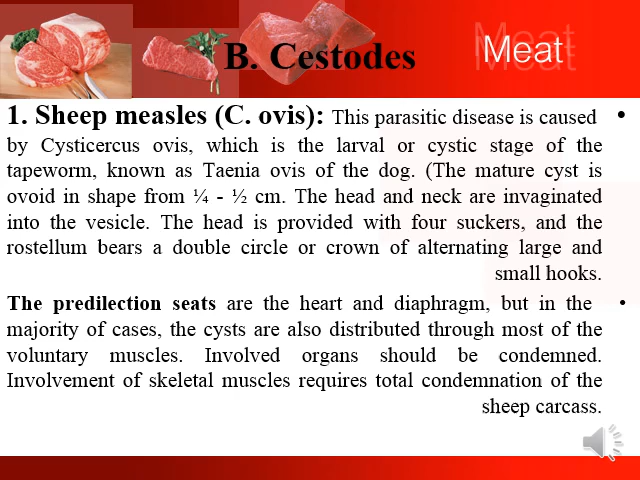 B. Cestodes
Meat
1. Sheep measles (C. ovis): This parasitic disease is caused •
by Cysticercus ovis, which is the larval or cystic stage of the
tapeworm, known as Taenia ovis of the dog. (The mature cyst is
ovoid in shape from ¼ - ½ cm. The head and neck are invaginated
into the vesicle. The head is provided with four suckers, and the
rostellum bears a double circle or crown of alternating large and
small hooks.
The predilection seats are the heart and diaphragm, but in the •
majority of cases, the cysts are also distributed through most of the
voluntary muscles. Involved organs should be condemned.
Involvement of skeletal muscles requires total condemnation of the
sheep carcass.